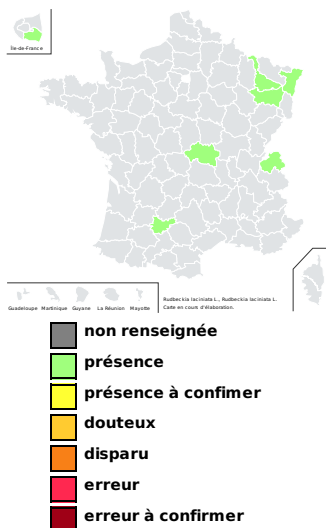 Île-de-France
Guadeloupe Martinique Guyane La Réunion Mayotte
Rudbeckia laciniata L., Rudbeckia laciniata L.
Carte en cours d'élaboration.
non renseignée
présence
présence à confimer
douteux
disparu
erreur
erreur à confirmer